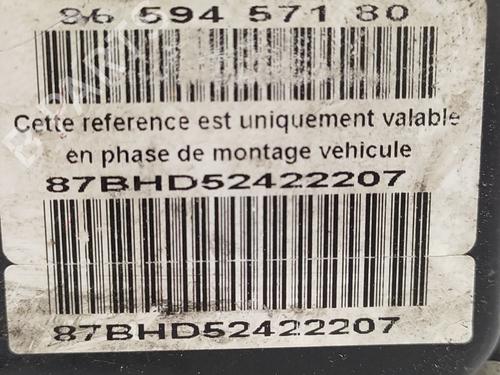 96 594 571 80
Cette reference est uniquement valable
en phase de montage vehicule
87BHD52422207
87BHD52422207